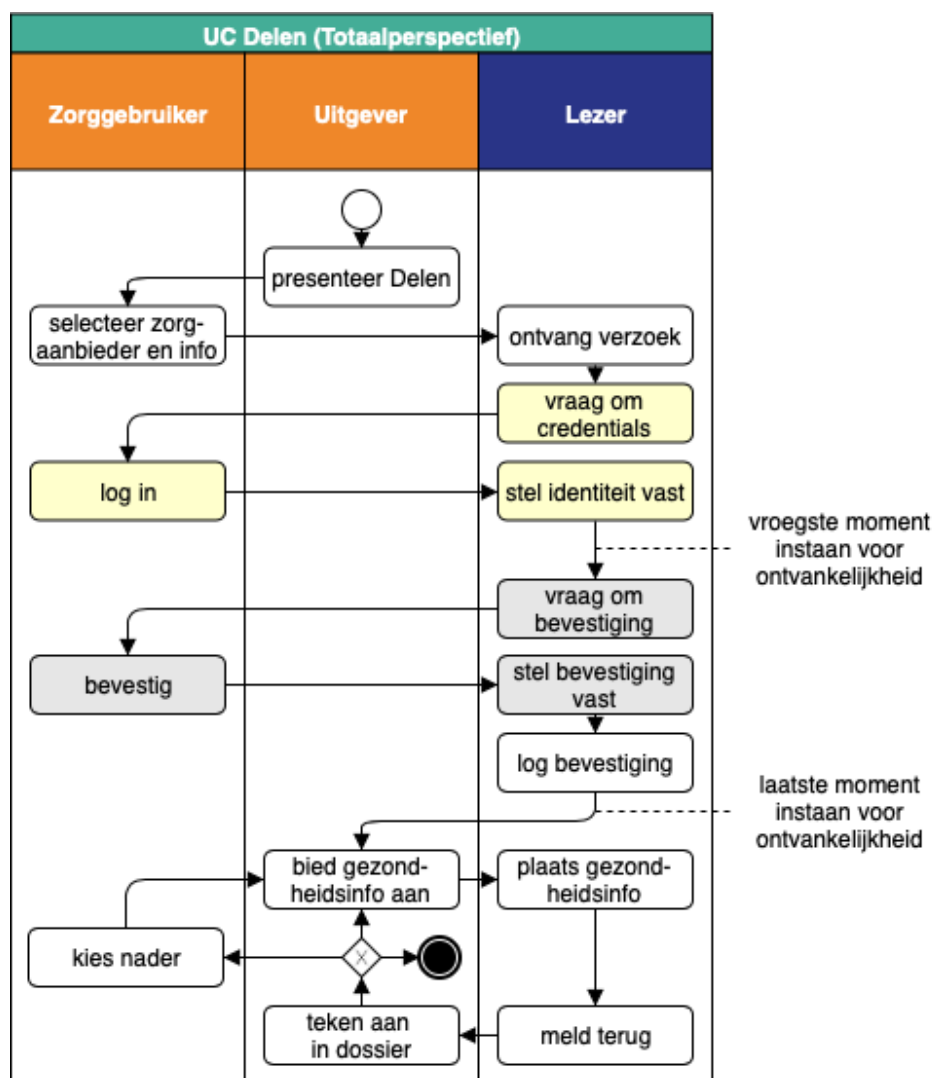 UC Delen (Totaalperspectief)
Zorggebruiker
Uitgever
Lezer
presenteer Delen
selecteer zorg-
aanbieder en info
ontvang verzoek
vraag om
credentials
log in
stel identiteit vast
vroegste moment
instaan voor
ontvankelijkheid
vraag om
bevestiging
bevestig
stel bevestiging
vast
log bevestiging
laatste moment
instaan voor
ontvankelijkheid
bied gezond-
heidsinfo aan
plaats gezond-
heidsinfo
kies nader
X
teken aan
in dossier
meld terug